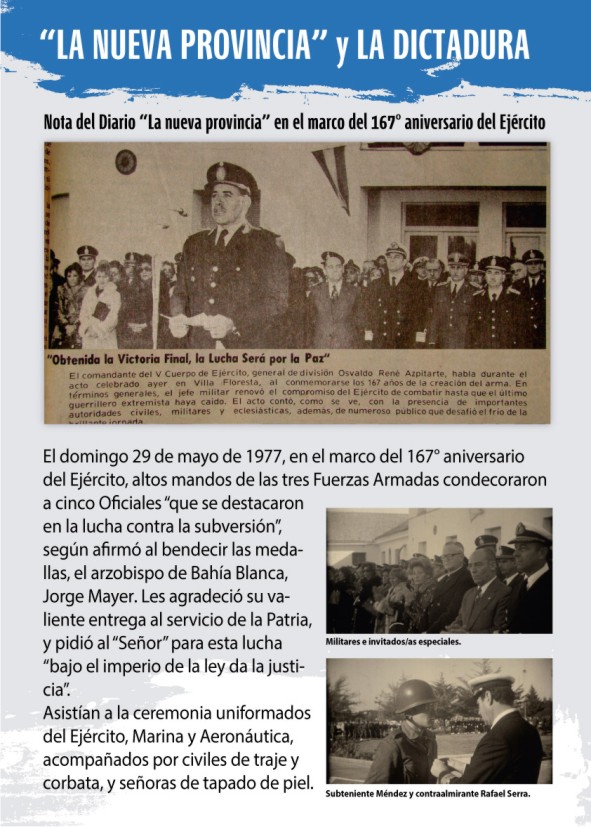 “LA NUEVA PROVINCIA” y LA DICTADURA
Nota del Diario “La nueva provincia” en el marco del 167° aniversario del Ejército
"Obtenida la Victoria Final, la Lucha Será por la Paz"
El comandante del V Cuerpo de Ejército, general de división Osvaldo René Azpitarte, habla durante el
acto celebrado ayer en Villa Floresta, al conmemorarse los 167 años de la creación del arma. En
términos generales, el jefe militar renovó el compromiso del Ejército de combatir hasta que el último
guerrillero extremista haya caído. El acto contó, como se ve, con la presencia de importantes
autoridades civiles, militares y eclesiásticas, además, de numeroso público que desafió el frío de la
brillante jornada.
El domingo 29 de mayo de 1977, en el marco del 167° aniversario
del Ejército, altos mandos de las tres Fuerzas Armadas condecoraron
a cinco Oficiales “que se destacaron
en la lucha contra la subversión”,
según afirmó al bendecir las meda-
llas, el arzobispo de Bahía Blanca,
Jorge Mayer. Les agradeció su va-
liente entrega al servicio de la Patria,
y pidió al “Señor” para esta lucha
“bajo el imperio de la ley da la justi-
cia”.
Asistían a la ceremonia uniformados
del Ejército, Marina y Aeronáutica,
acompañados por civiles de traje y
corbata, y señoras de tapado de piel.
Militares e invitados/as especiales.
Subteniente Méndez y contraalmirante Rafael Serra.